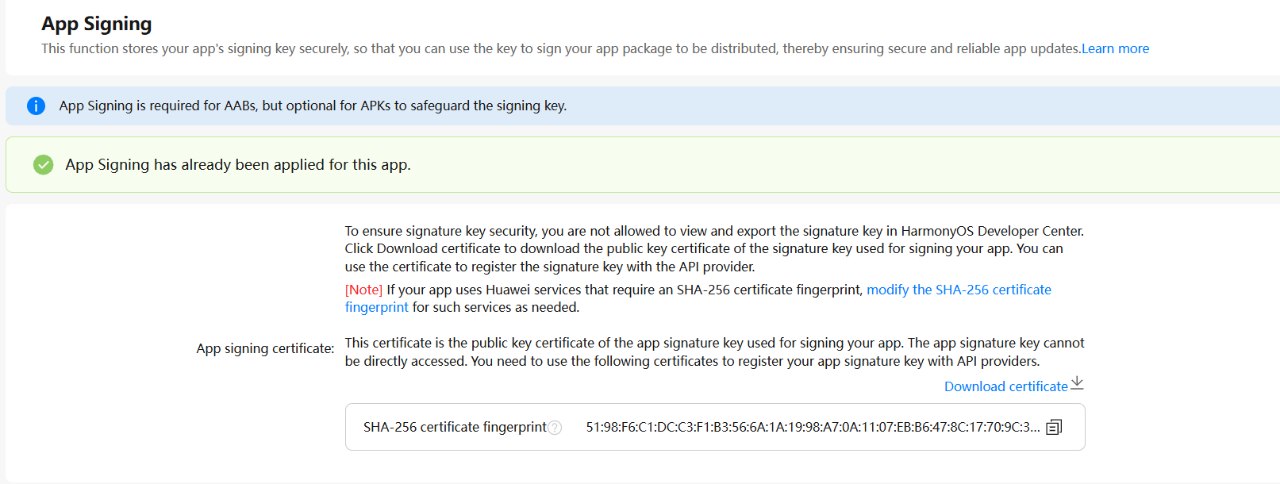 App Signing
This function stores your app's signing key securely, so that you can use the key to sign your app package to be distributed, thereby ensuring secure and reliable app updates.Learn more
App Signing is required for AABs, but optional for APKs to safeguard the signing key.
App Signing has already been applied for this app.
To ensure signature key security, you are not allowed to view and export the signature key in HarmonyOS Developer Center.
Click Download certificate to download the public key certificate of the signature key used for signing your app. You can
use the certificate to register the signature key with the API provider.
[Note] If your app uses Huawei services that require an SHA-256 certificate fingerprint, modify the SHA-256 certificate
fingerprint for such services as needed.
App signing certificate: This certificate is the public key certificate of the app signature key used for signing your app. The app signature key cannot
be directly accessed. You need to use the following certificates to register your app signature key with API providers.
Download certificate
SHA-256 certificate fingerprint ? 51:98:F6:C1:DC:C3:F1:B3:56:6A:1A:19:98:A7:0A:11:07:EB:B6:47:8C:17:70:9C:3...